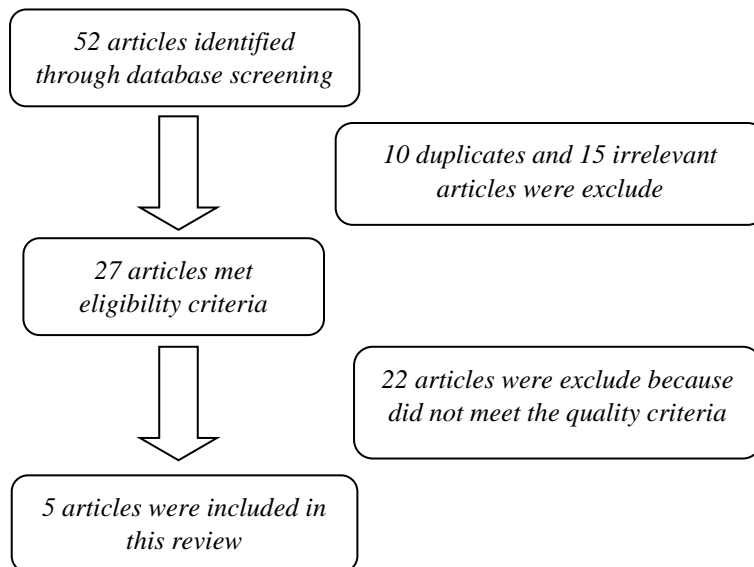 52 articles identified
through database screening
10 duplicates and 15 irrelevant
articles were exclude
27 articles met
eligibility criteria
22 articles were exclude because
did not meet the quality criteria
5 articles were included in
this review